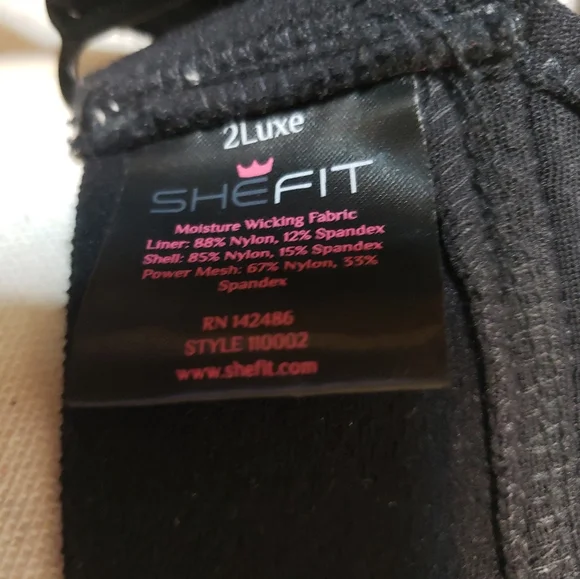 2Luxe
SHEFIT
Moisture Wicking Fabric
Liner: 88% Nylon, 12% Spandex
Shell: 85% Nylon, 15% Spandex
Power Mesh: 67% Nylon, 33%
Spandex
RN 142486
STYLE 110002
www.shefit.com